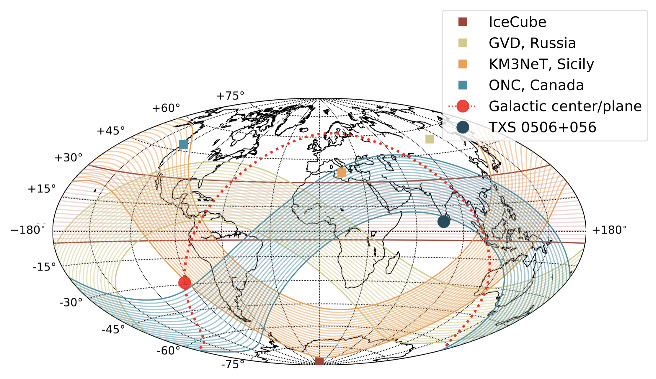 IceCube
GVD, Russia
KM3NeT, Sicily
ONC, Canada
Galactic center/plane
TXS 0506+056
+75°
+60°
+45°
+30°
+15°
−180°
+180°
-15°
-30°
-45°
-60°
-75°